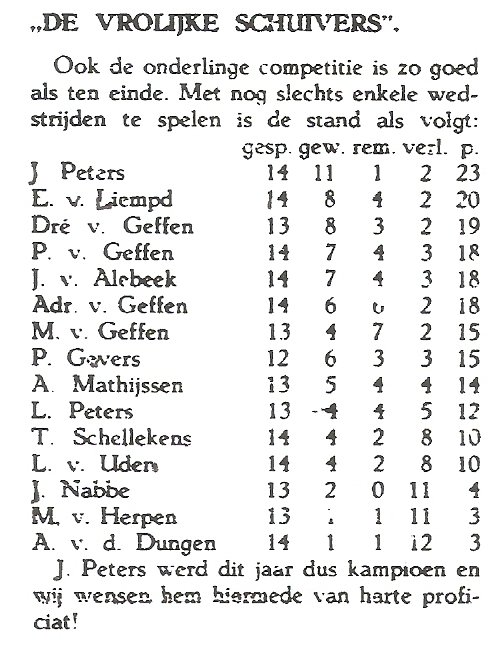 „DE VROLIJKE SCHUIVERS”.
Ook de onderlinge competitie is zo goed
als ten einde. Met nog slechts enkele wed-
strijden te spelen is de stand als volgt:
gesp. gew. rem. verl. p.
J Peters 14 11 1 2 23
E. v. Liempd 14 8 4 2 20
Dré v. Geffen 13 8 3 2 19
P. v. Geffen 14 7 4 3 18
J. v. Alebeek 14 7 4 3 18
Adr. v. Geffen 14 6 6 2 18
M. v. Geffen 13 4 7 2 15
P. Gevers 12 6 3 3 15
A. Mathijssen 13 5 4 4 14
L. Peters 13 4 4 5 12
T. Schellekens 14 4 2 8 10
L. v. Uden 14 4 2 8 10
J. Nabbe 13 2 0 11 4
M. v. Herpen 13 1 11 3
A. v. d. Dungen 14 1 1 12 3
J. Peters werd dit jaar dus kampioen en
wij wensen hem hiermede van harte profi-
ciat!